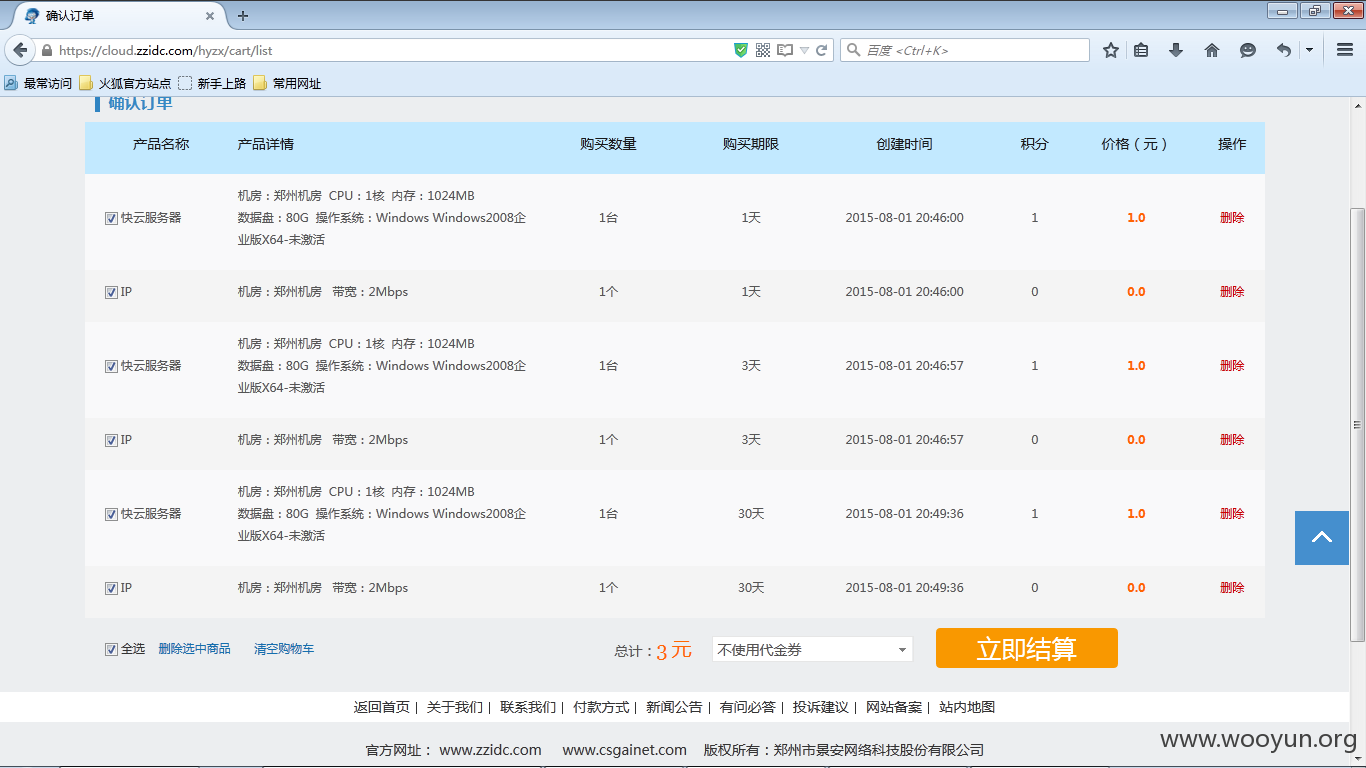 确认订单
https://cloud.zzidc.com/hyzx/cart/list
百度 <Ctrl+K>
最常访问 火狐官方站点 新手上路 常用网址
确认订单
产品名称 产品详情 购买数量 购买期限 创建时间 积分 价格（元） 操作
机房：郑州机房 CPU：1核 内存：1024MB
快云服务器 数据盘：80G 操作系统：Windows Windows2008企 1台 1天 2015-08-01 20:46:00 1 1.0 删除
业版X64-未激活
IP 机房：郑州机房 带宽：2Mbps 1个 1天 2015-08-01 20:46:00 0 0.0 删除
机房：郑州机房 CPU：1核 内存：1024MB
快云服务器 数据盘：80G 操作系统：Windows Windows2008企 1台 3天 2015-08-01 20:46:57 1 1.0 删除
业版X64-未激活
IP 机房：郑州机房 带宽：2Mbps 1个 3天 2015-08-01 20:46:57 0 0.0 删除
机房：郑州机房 CPU：1核 内存：1024MB
快云服务器 数据盘：80G 操作系统：Windows Windows2008企 1台 30天 2015-08-01 20:49:36 1 1.0 删除
业版X64-未激活
IP 机房：郑州机房 带宽：2Mbps 1个 30天 2015-08-01 20:49:36 0 0.0 删除
全选 删除选中商品 清空购物车 总计：3 元 不使用代金券 立即结算
返回首页 | 关于我们 | 联系我们 | 付款方式 | 新闻公告 | 有问必答 | 投诉建议 | 网站备案 | 站内地图
官方网址： www.zzidc.com www.csgainet.com 版权所有：郑州市景安网络科技股份有限公司
www.wooyun.org